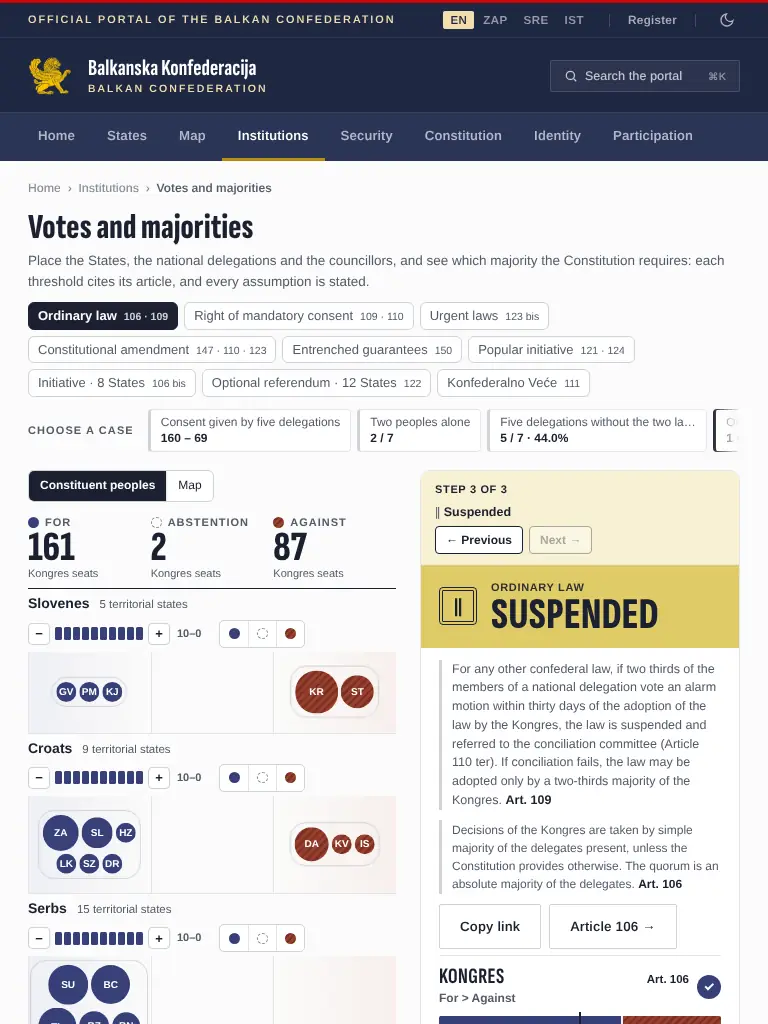 OFFICIAL PORTAL OF THE BALKAN CONFEDERATION
EN ZAP SRE IST Register
Balkanska Konfederacija
BALKAN CONFEDERATION
Search the portal ⌘K
Home States Map Institutions Security Constitution Identity Participation
Home › Institutions › Votes and majorities
Votes and majorities
Place the States, the national delegations and the councillors, and see which majority the Constitution requires: each
threshold cites its article, and every assumption is stated.
Ordinary law 106 · 109 Right of mandatory consent 109 · 110 Urgent laws 123 bis
Constitutional amendment 147 · 110 · 123 Entrenched guarantees 150 Popular initiative 121 · 124
Initiative · 8 States 106 bis Optional referendum · 12 States 122 Konfederalno Veće 111
CHOOSE A CASE
Consent given by five delegations
160 – 69
Two peoples alone
2 / 7
Five delegations without the two la…
5 / 7 · 44.0%
Constituent peoples Map
FOR ABSTENTION AGAINST
161 2 87
Kongres seats Kongres seats Kongres seats
Slovenes 5 territorial states
− + 10–0
GV PM KJ KR ST
Croats 9 territorial states
− + 10–0
ZA SL HZ
LK SZ DR
DA KV IS
Serbs 15 territorial states
− + 10–0
SU BC
STEP 3 OF 3
|| Suspended
← Previous Next →
ORDINARY LAW
SUSPENDED
For any other confederal law, if two thirds of the
members of a national delegation vote an alarm
motion within thirty days of the adoption of the
law by the Kongres, the law is suspended and
referred to the conciliation committee (Article
110 ter). If conciliation fails, the law may be
adopted only by a two-thirds majority of the
Kongres. Art. 109
Decisions of the Kongres are taken by simple
majority of the delegates present, unless the
Constitution provides otherwise. The quorum is an
absolute majority of the delegates. Art. 106
Copy link Article 106 →
KONGRES Art. 106
For > Against